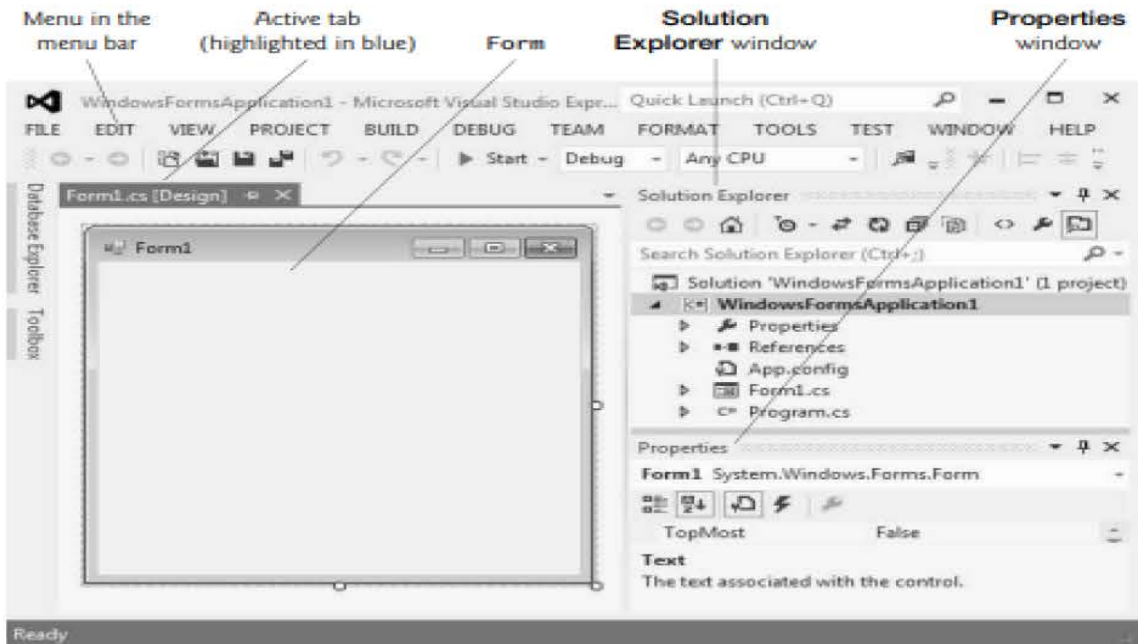 Menu in the menu bar
Active tab (highlighted in blue)
Form
Solution Explorer window
Properties window
WindowsFormsApplication1 - Microsoft Visual Studio Expr... Quick Launch (Ctrl+Q)
FILE EDIT VIEW PROJECT BUILD DEBUG TEAM FORMAT TOOLS TEST WINDOW HELP
Start Debug Any CPU
Database Explorer
Toolbox
Form1.cs [Design]
Form1
Solution Explorer
Search Solution Explorer (Ctrl+;)
Solution 'WindowsFormsApplication1' (1 project)
WindowsFormsApplication1
Properties
References
App.config
Form1.cs
C# Program.cs
Properties
Form1 System.Windows.Forms.Form
TopMost False
Text
The text associated with the control.
Ready